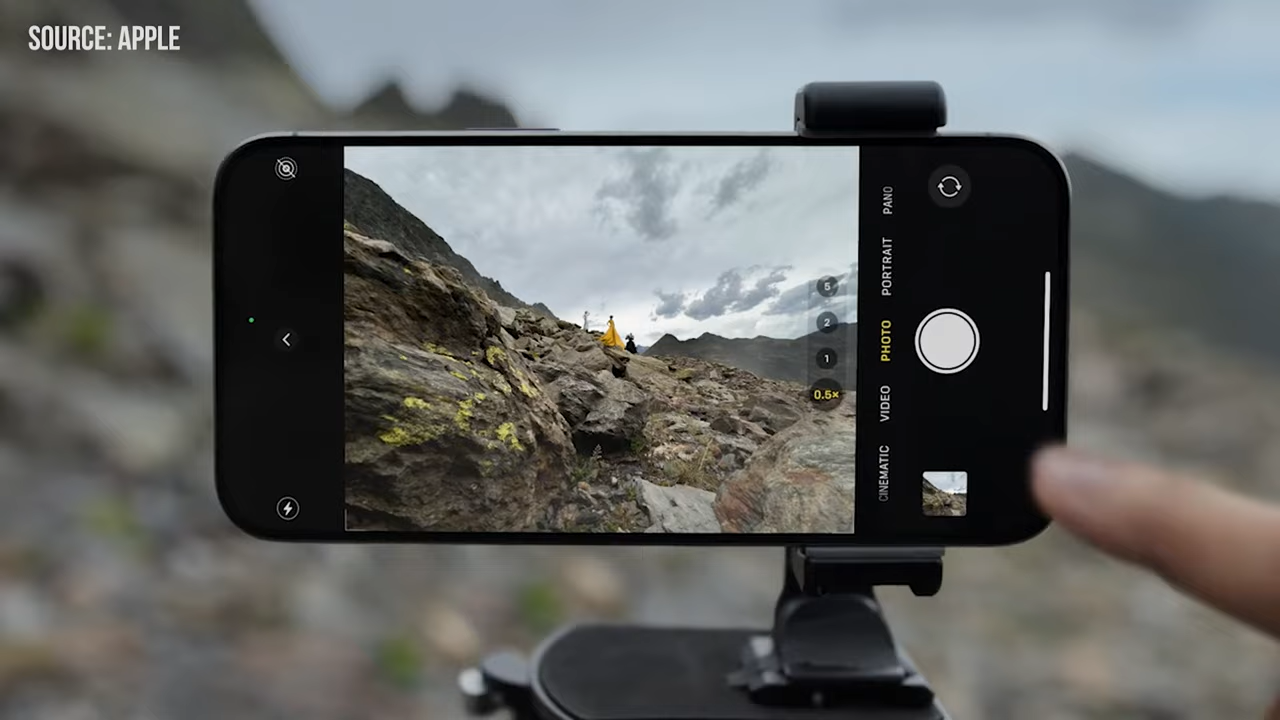 SOURCE: APPLE
PANO
PORTRAIT
PHOTO
VIDEO
CINEMATIC
5
2
1
0.5×